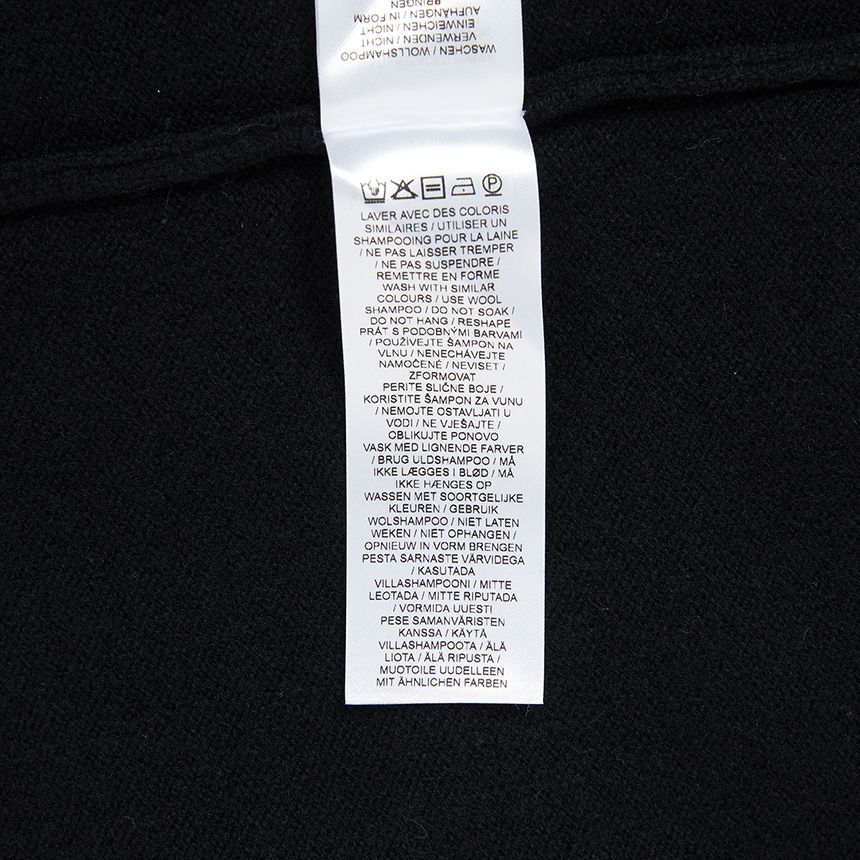 BRINGEN
AUFHÄNGEN IN FORM
EINWEICHEN / NICHT
VERWENDEN / NICHT
WASCHEN / WOLLSHAMPOO
P
LAVER AVEC DES COLORIS
SIMILAIRES / UTILISER UN
SHAMPOOING POUR LA LAINE
/ NE PAS LAISSER TREMPER
/ NE PAS SUSPENDRE /
REMETTRE EN FORME
WASH WITH SIMILAR
COLOURS / USE WOOL
SHAMPOO / DO NOT SOAK /
DO NOT HANG / RESHAPE
PRÁT S PODOBNÝMI BARVAMI
/ POUŽÍVEJTE ŠAMPON NA
VLNU / NENECHÁVEJTE
NAMOČENÉ / NEVISET /
ZFORMOVAT
PERITE SLIČNE BOJE /
KORISTITE ŠAMPON ZA VUNU
/ NEMOJTE OSTAVLJATI U
VODI / NE VJEŠAJTE /
OBLIKUJTE PONOVO
VASK MED LIGNENDE FARVER
/ BRUG ULDSHAMPOO / MÅ
IKKE LÆGGES I BLØD / MÅ
IKKE HÆNGES OP
WASSEN MET SOORTGELIJKE
KLEUREN / GEBRUIK
WOLSHAMPOO / NIET LATEN
WEKEN / NIET OPHANGEN /
OPNIEUW IN VORM BRENGEN
PESTA SARNASTE VÄRVIDEGA
/ KASUTADA
VILLASHAMPOONI / MITTE
LEOTADA / MITTE RIPUTADA
/ VORMIDA UUESTI
PESE SAMANVÄRISTEN
KANSSA / KÄYTÄ
VILLASHAMPOOTA / ÄLÄ
LIOTA / ÄLÄ RIPUSTA /
MUOTOILE UUDELLEEN
MIT ÄHNLICHEN FARBEN